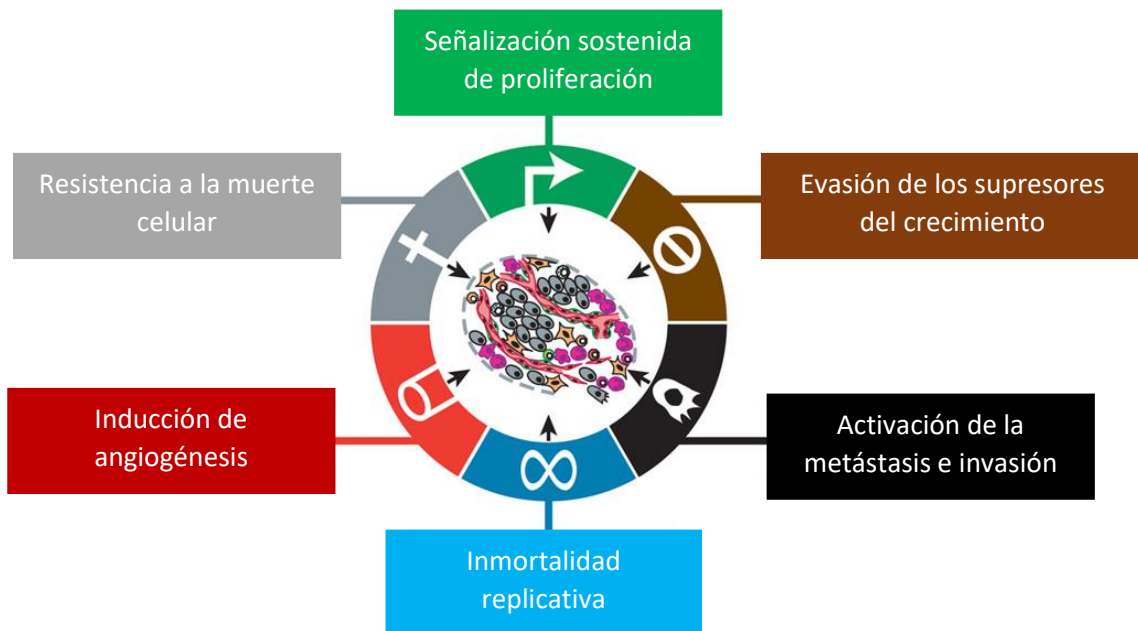 Señalización sostenida
de proliferación
Resistencia a la muerte
celular
Evasión de los supresores
del crecimiento
Inducción de
angiogénesis
Activación de la
metástasis e invasión
Inmortalidad
replicativa